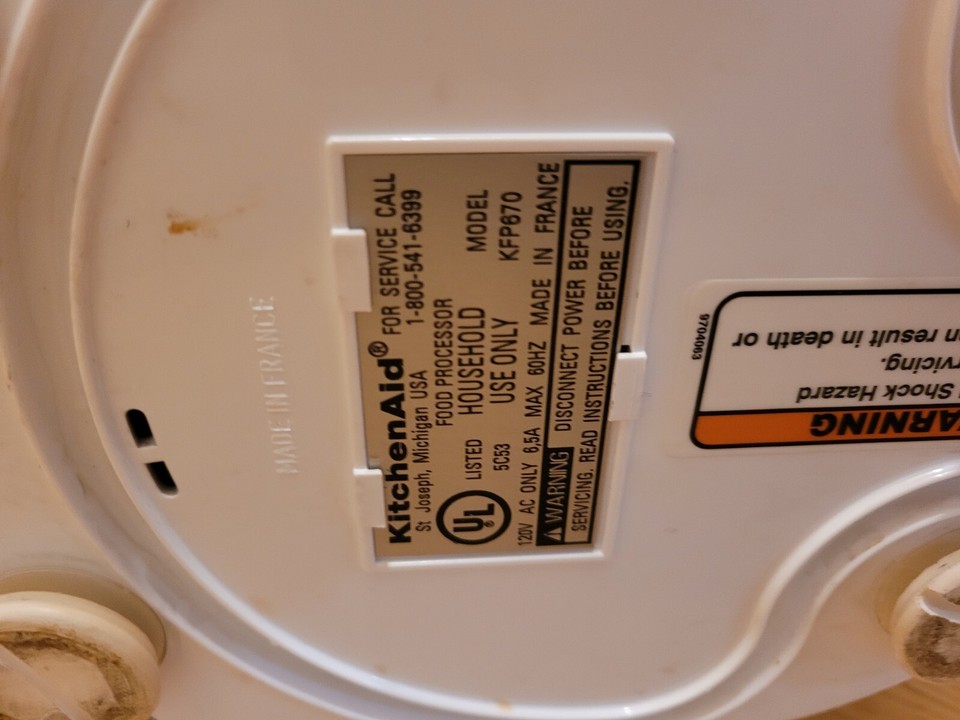 MADE IN FRANCE
KitchenAid® FOR SERVICE CALL
St Joseph, Michigan USA 1-800-541-6399
FOOD PROCESSOR
UL ® LISTED HOUSEHOLD MODEL
5C53 USE ONLY KFP670
120V AC ONLY 6,5A MAX 60HZ MADE IN FRANCE
WARNING DISCONNECT POWER BEFORE
SERVICING. READ INSTRUCTIONS BEFORE USING.
ARNING
Shock Hazard
rvicing.
n result in death or
9704063